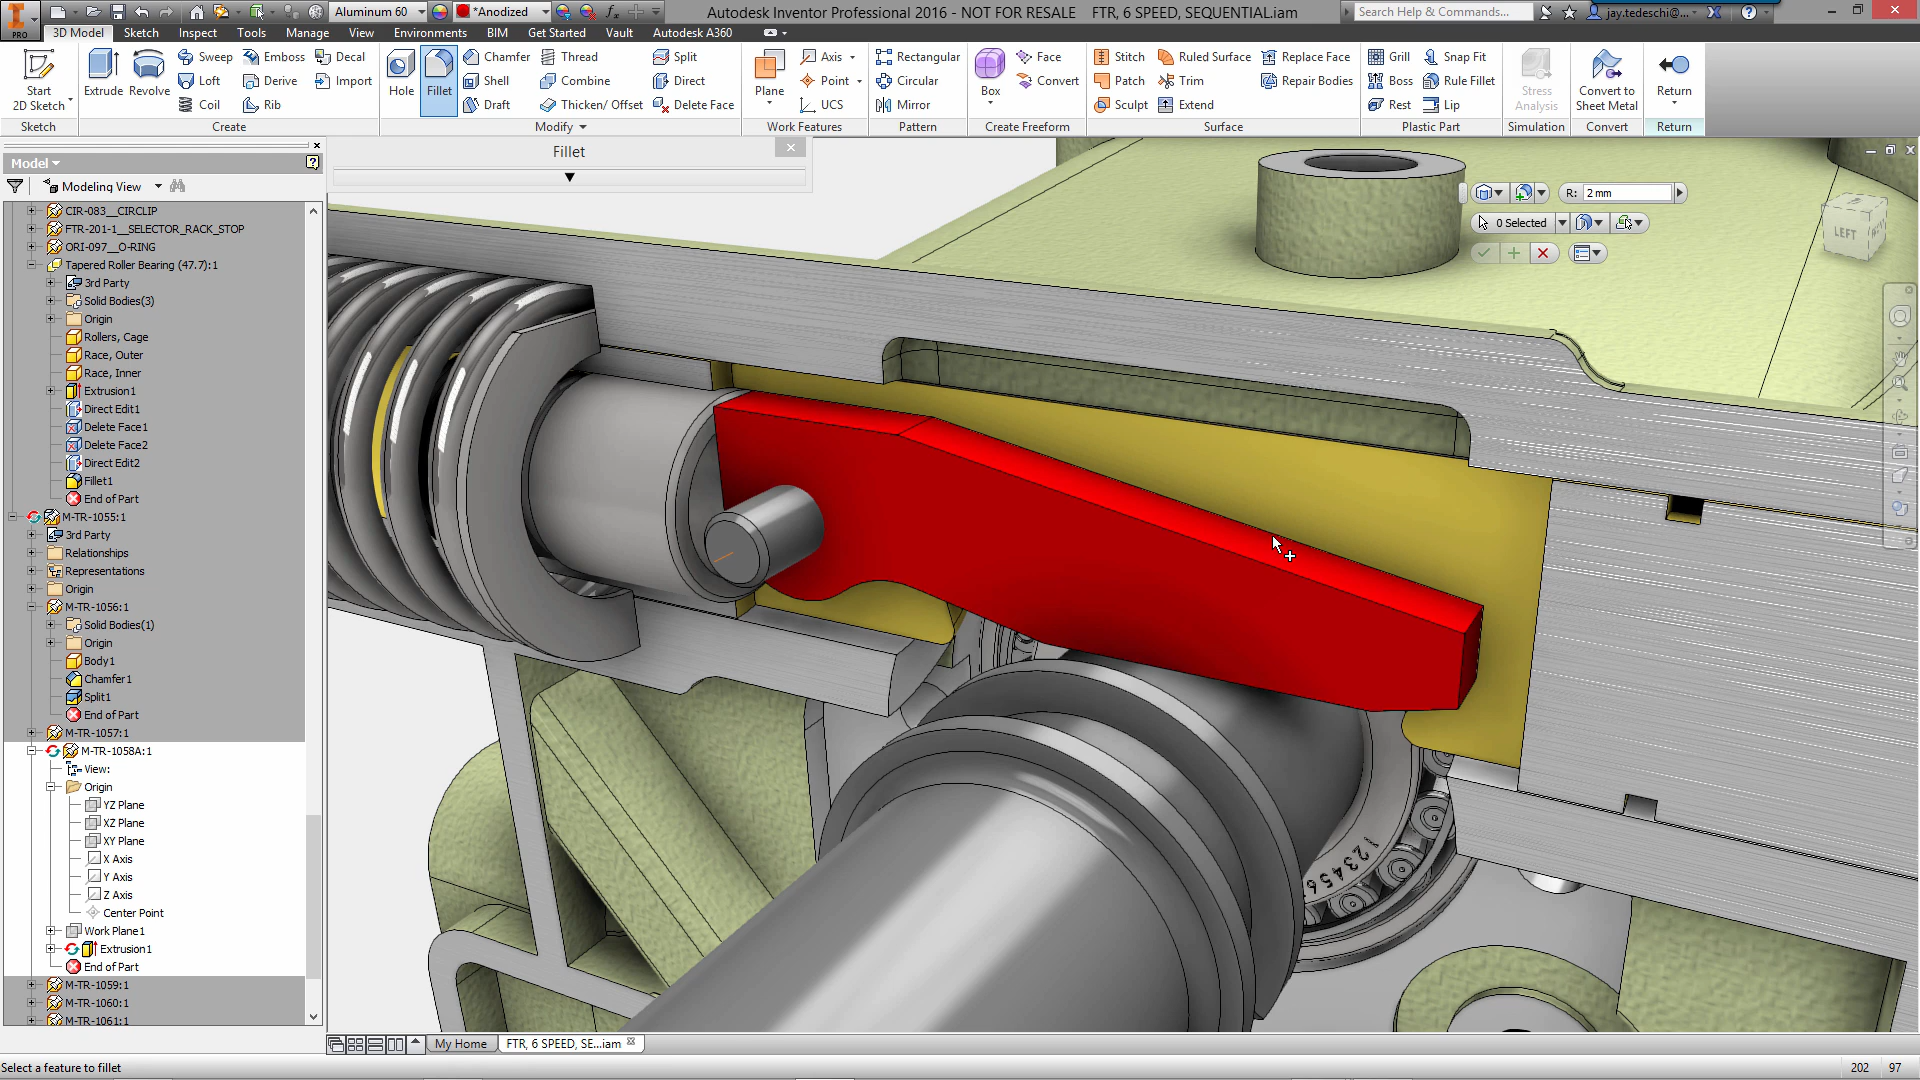 Aluminum 60
*Anodized
Autodesk Inventor Professional 2016 - NOT FOR RESALE FTR, 6 SPEED, SEQUENTIAL.iam
Search Help & Commands...
jay.tedeschi@...
PRO
3D Model
Sketch
Inspect
Tools
Manage
View
Environments
BIM
Get Started
Vault
Autodesk A360
Start
2D Sketch
Extrude
Revolve
Sweep
Loft
Coil
Emboss
Derive
Rib
Decal
Import
Hole
Fillet
Chamfer
Shell
Draft
Thread
Combine
Thicken/ Offset
Split
Direct
Delete Face
Plane
Axis
Point
UCS
Rectangular
Circular
Mirror
Box
Face
Convert
Stitch
Patch
Sculpt
Ruled Surface
Trim
Extend
Replace Face
Repair Bodies
Grill
Boss
Rest
Snap Fit
Rule Fillet
Lip
Stress
Analysis
Convert to
Sheet Metal
Return
Sketch
Create
Modify
Work Features
Pattern
Create Freeform
Surface
Plastic Part
Simulation
Convert
Return
Model
Modeling View
CIR-083__CIRCLIP
FTR-201-1__SELECTOR_RACK_STOP
ORI-097__O-RING
Tapered Roller Bearing (47.7):1
3rd Party
Solid Bodies(3)
Origin
Rollers, Cage
Race, Outer
Race, Inner
Extrusion1
Direct Edit1
Delete Face1
Delete Face2
Direct Edit2
Fillet1
End of Part
M-TR-1055:1
3rd Party
Relationships
Representations
Origin
M-TR-1056:1
Solid Bodies(1)
Origin
Body1
Chamfer1
Split1
End of Part
M-TR-1057:1
M-TR-1058A:1
View:
Origin
YZ Plane
XZ Plane
XY Plane
X Axis
Y Axis
Z Axis
Center Point
Work Plane1
Extrusion1
End of Part
M-TR-1059:1
M-TR-1060:1
M-TR-1061:1
Fillet
R: 2 mm
0 Selected
LEFT
123456
My Home
FTR, 6 SPEED, SE...iam
Select a feature to fillet
202 97